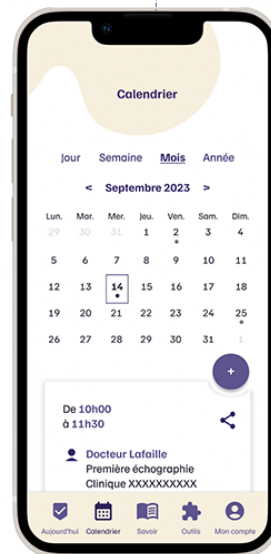 Calendrier
Jour Semaine Mois Année
< Septembre 2023 >
Lun. Mar. Mer. Jeu. Ven. Sam. Dim.
29 30 31 1 2 3 4
5 6 7 8 9 10 11
12 13 14 15 16 17 18
19 20 21 22 23 24 25
26 27 28 29 30 31 1
+
De 10h00
à 11h30
Docteur Lafaille
Première échographie
Clinique XXXXXXXXXX
Aujourd'hui Calendrier Savoir Outils Mon compte